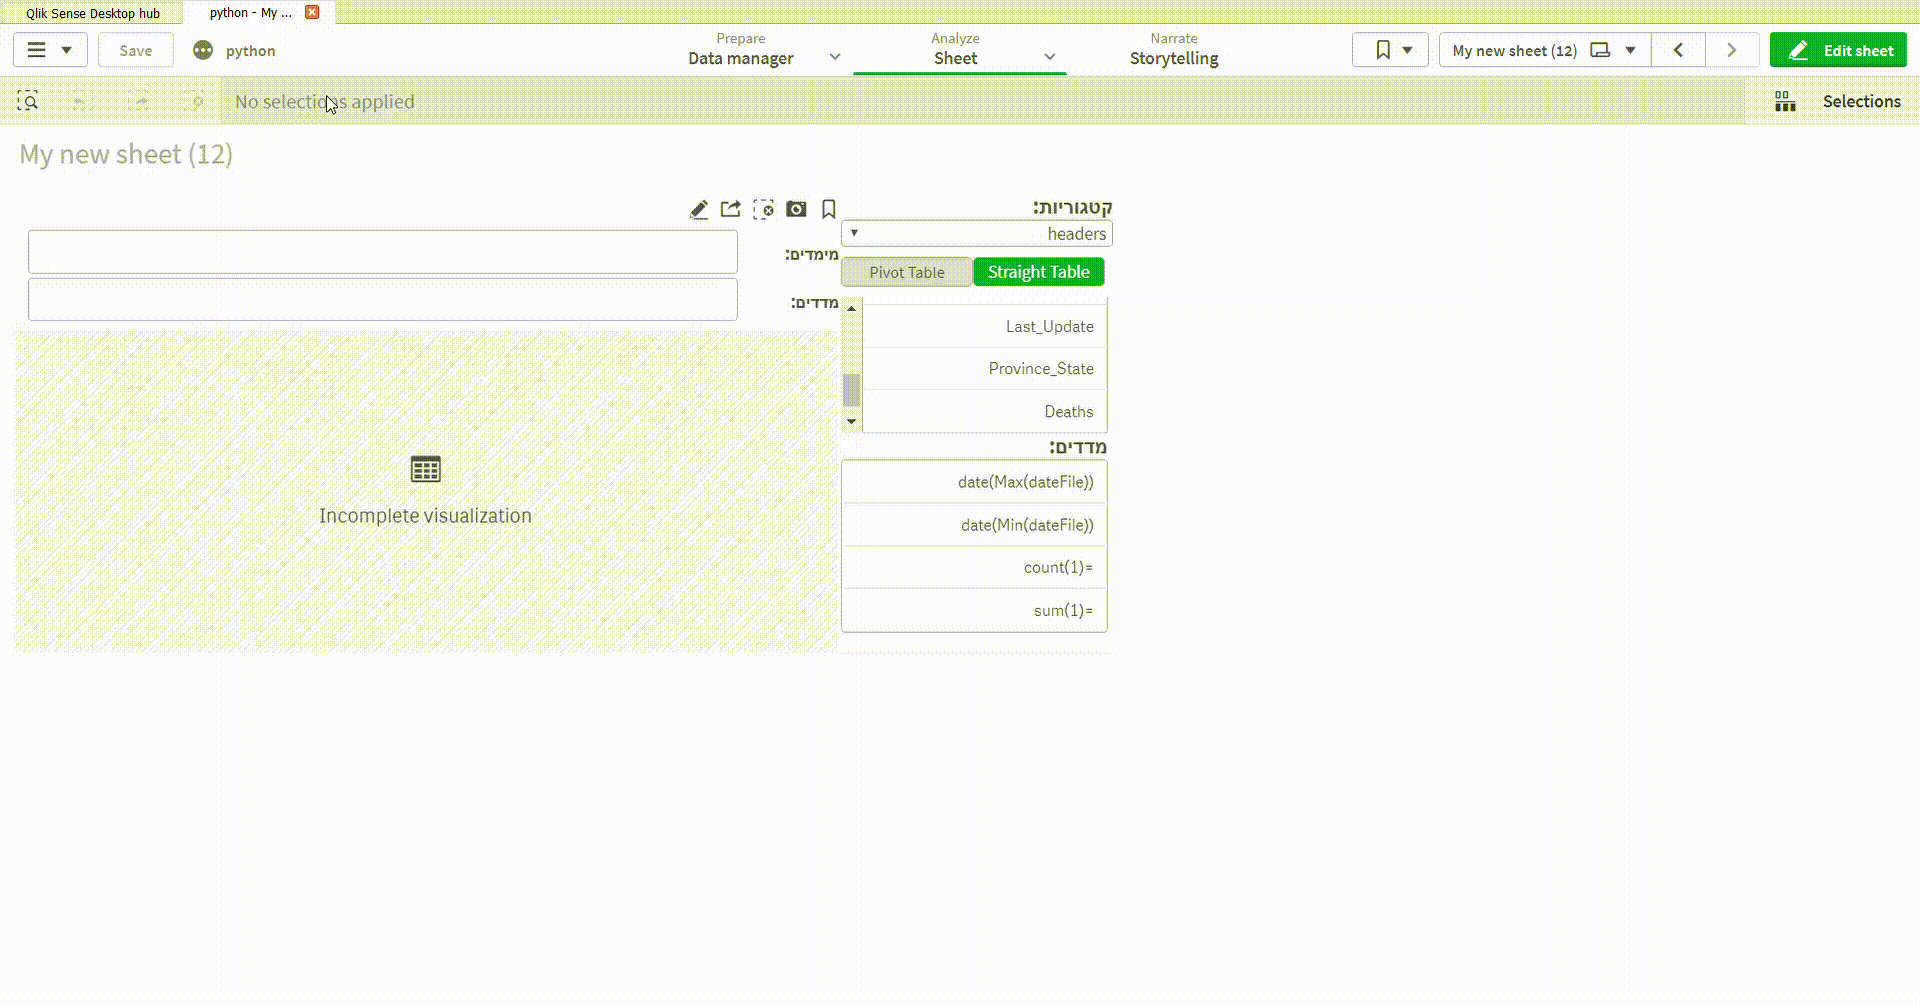 Qlik Sense Desktop hub
python - My ...
Save
python
Prepare
Data manager
Analyze
Sheet
Narrate
Storytelling
My new sheet (12)
Edit sheet
No selections applied
Selections
My new sheet (12)
קטגוריות:
headers
מימדים:
Pivot Table
Straight Table
מדדים:
Last_Update
Province_State
Deaths
מדדים:
date(Max(dateFile))
date(Min(dateFile))
count(1)=
sum(1)=
Incomplete visualization